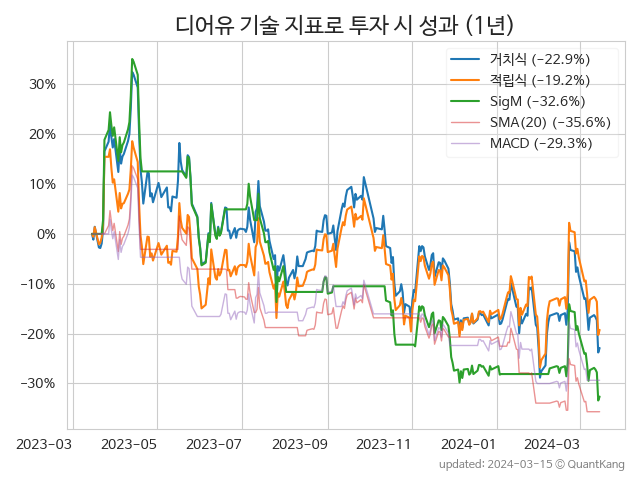 디어유 기술 지표로 투자 시 성과 (1년)
거치식 (−22.9%)
적립식 (−19.2%)
SigM (−32.6%)
SMA(20) (−35.6%)
MACD (−29.3%)
30%
20%
10%
0%
−10%
−20%
−30%
2023−03 2023−05 2023−07 2023−09 2023−11 2024−01 2024−03
updated: 2024−03−15 © QuantKang